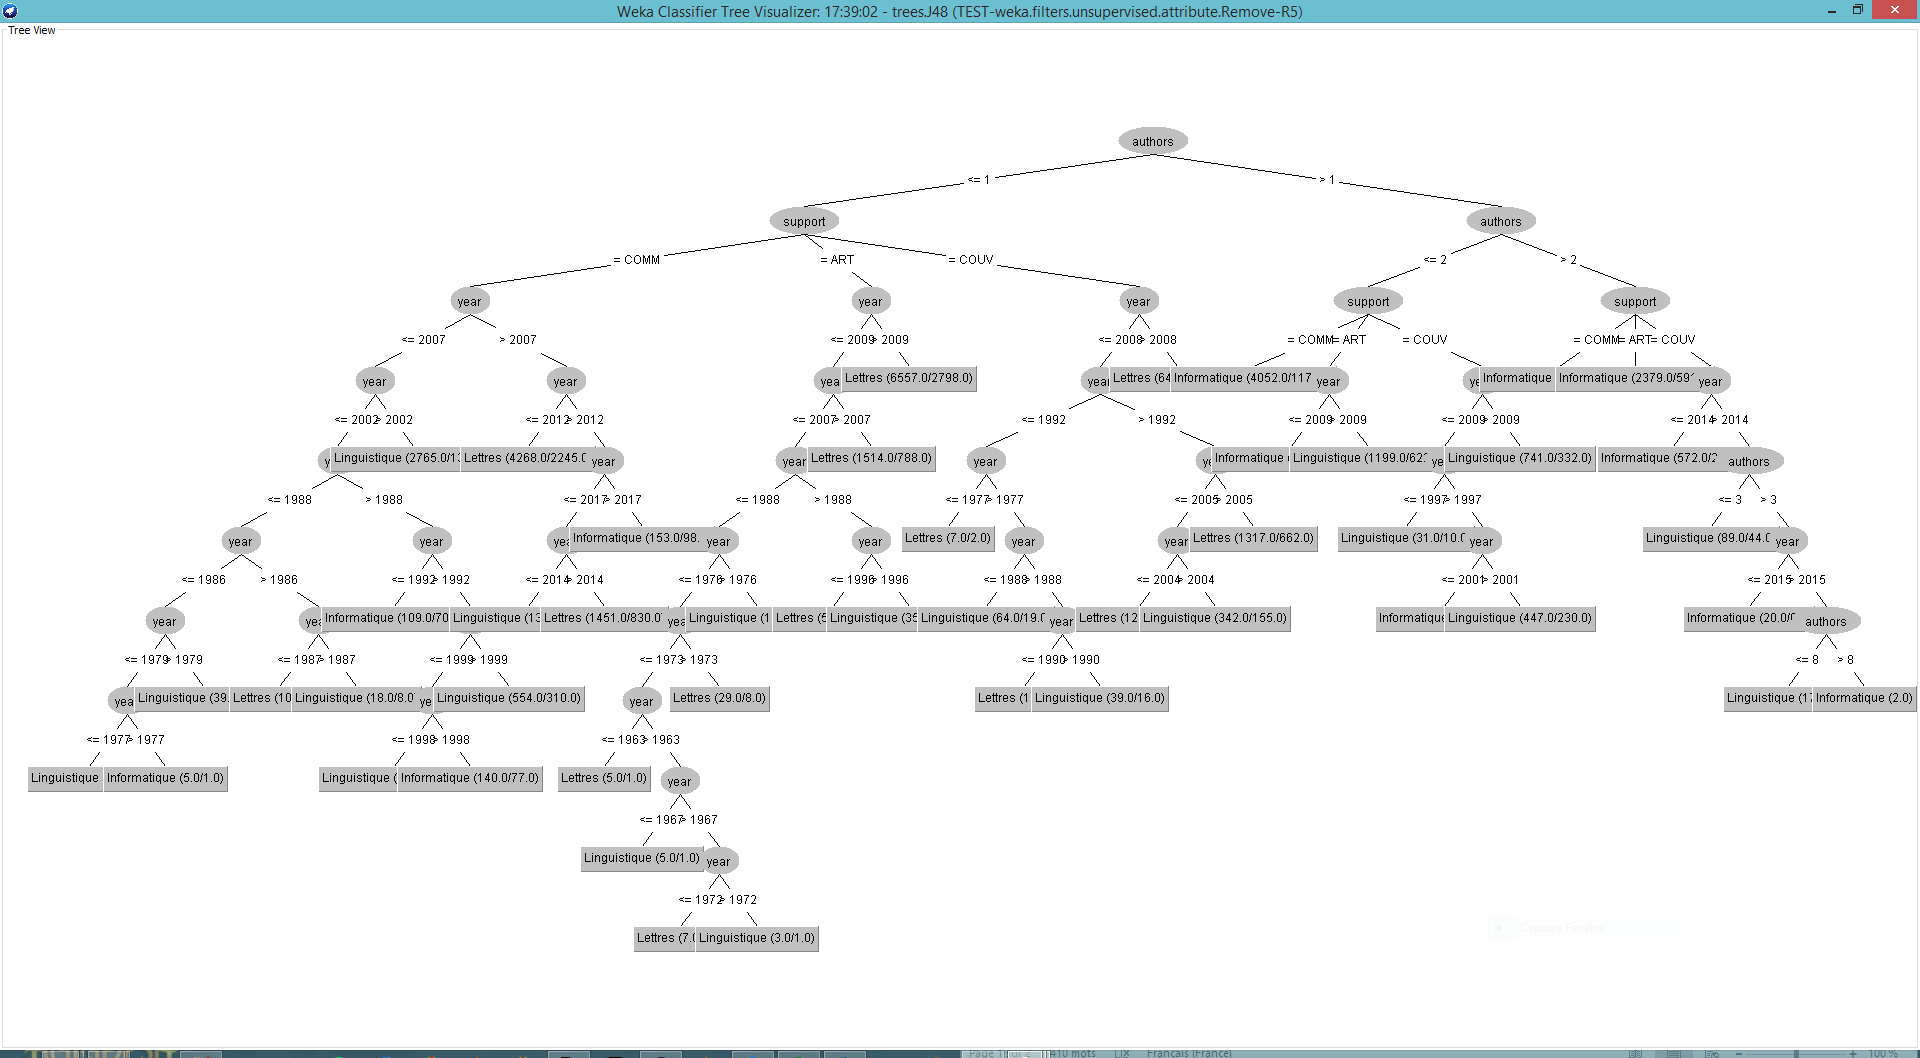 Weka Classifier Tree Visualizer: 17:39:02 - trees.J48 (TEST-weka.filters.unsupervised.attribute.Remove-R5)
Tree View
authors
<= 1 > 1
support authors
= COMM = ART = COUV <= 2 > 2
year year year support support
<= 2007 > 2007 <= 2009 > 2009 <= 2008 > 2008 = COMM = ART = COUV = COMM = ART = COUV
year year Lettres (6557.0/2798.0) year Lettres (64 Informatique (4052.0/117 year Informatique Informatique (2379.0/59 year
<= 2002 > 2002 <= 2012 > 2012 <= 2007 > 2007 <= 1992 > 1992 <= 2009 > 2009 <= 2009 > 2009 <= 2014 > 2014
Linguistique (2765.0/1 Lettres (4268.0/2245.0 year year Lettres (1514.0/788.0) year Informatique Linguistique (1199.0/62 Linguistique (741.0/332.0) Informatique (572.0/2 authors
<= 1988 > 1988 <= 2017 > 2017 <= 1988 > 1988 <= 1977 > 1977 <= 2005 > 2005 <= 1997 > 1997 <= 3 > 3
year year Informatique (153.0/98. year year Lettres (7.0/2.0) year year Lettres (1317.0/662.0) Linguistique (31.0/10.0 year Linguistique (89.0/44.0 year
<= 1986 > 1986 <= 1992 > 1992 <= 2014 > 2014 <= 1976 > 1976 <= 1996 > 1996 <= 1988 > 1988 <= 2004 > 2004 <= 2001 > 2001 <= 2015 > 2015
year Informatique (109.0/70 Linguistique (13 Lettres (1451.0/830.0 year Linguistique (1 Lettres (5 Linguistique (35 Linguistique (64.0/19.0 year Lettres (12 Linguistique (342.0/155.0) Informatique Linguistique (447.0/230.0) Informatique (20.0/ authors
<= 1979 > 1979 <= 1987 > 1987 <= 1999 > 1999 <= 1973 > 1973 <= 1990 > 1990 <= 8 > 8
Linguistique (39. Lettres (10 Linguistique (18.0/8.0 Linguistique (554.0/310.0) year Lettres (29.0/8.0) Lettres (1 Linguistique (39.0/16.0) Linguistique (17 Informatique (2.0)
<= 1977 > 1977 <= 1998 > 1998 <= 1963 > 1963
Linguistique Informatique (5.0/1.0) Linguistique ( Informatique (140.0/77.0) Lettres (5.0/1.0) year
<= 1967 > 1967
Linguistique (5.0/1.0) year
<= 1972 > 1972
Lettres (7.0 Linguistique (3.0/1.0)
410 mots Français (France) 100 %